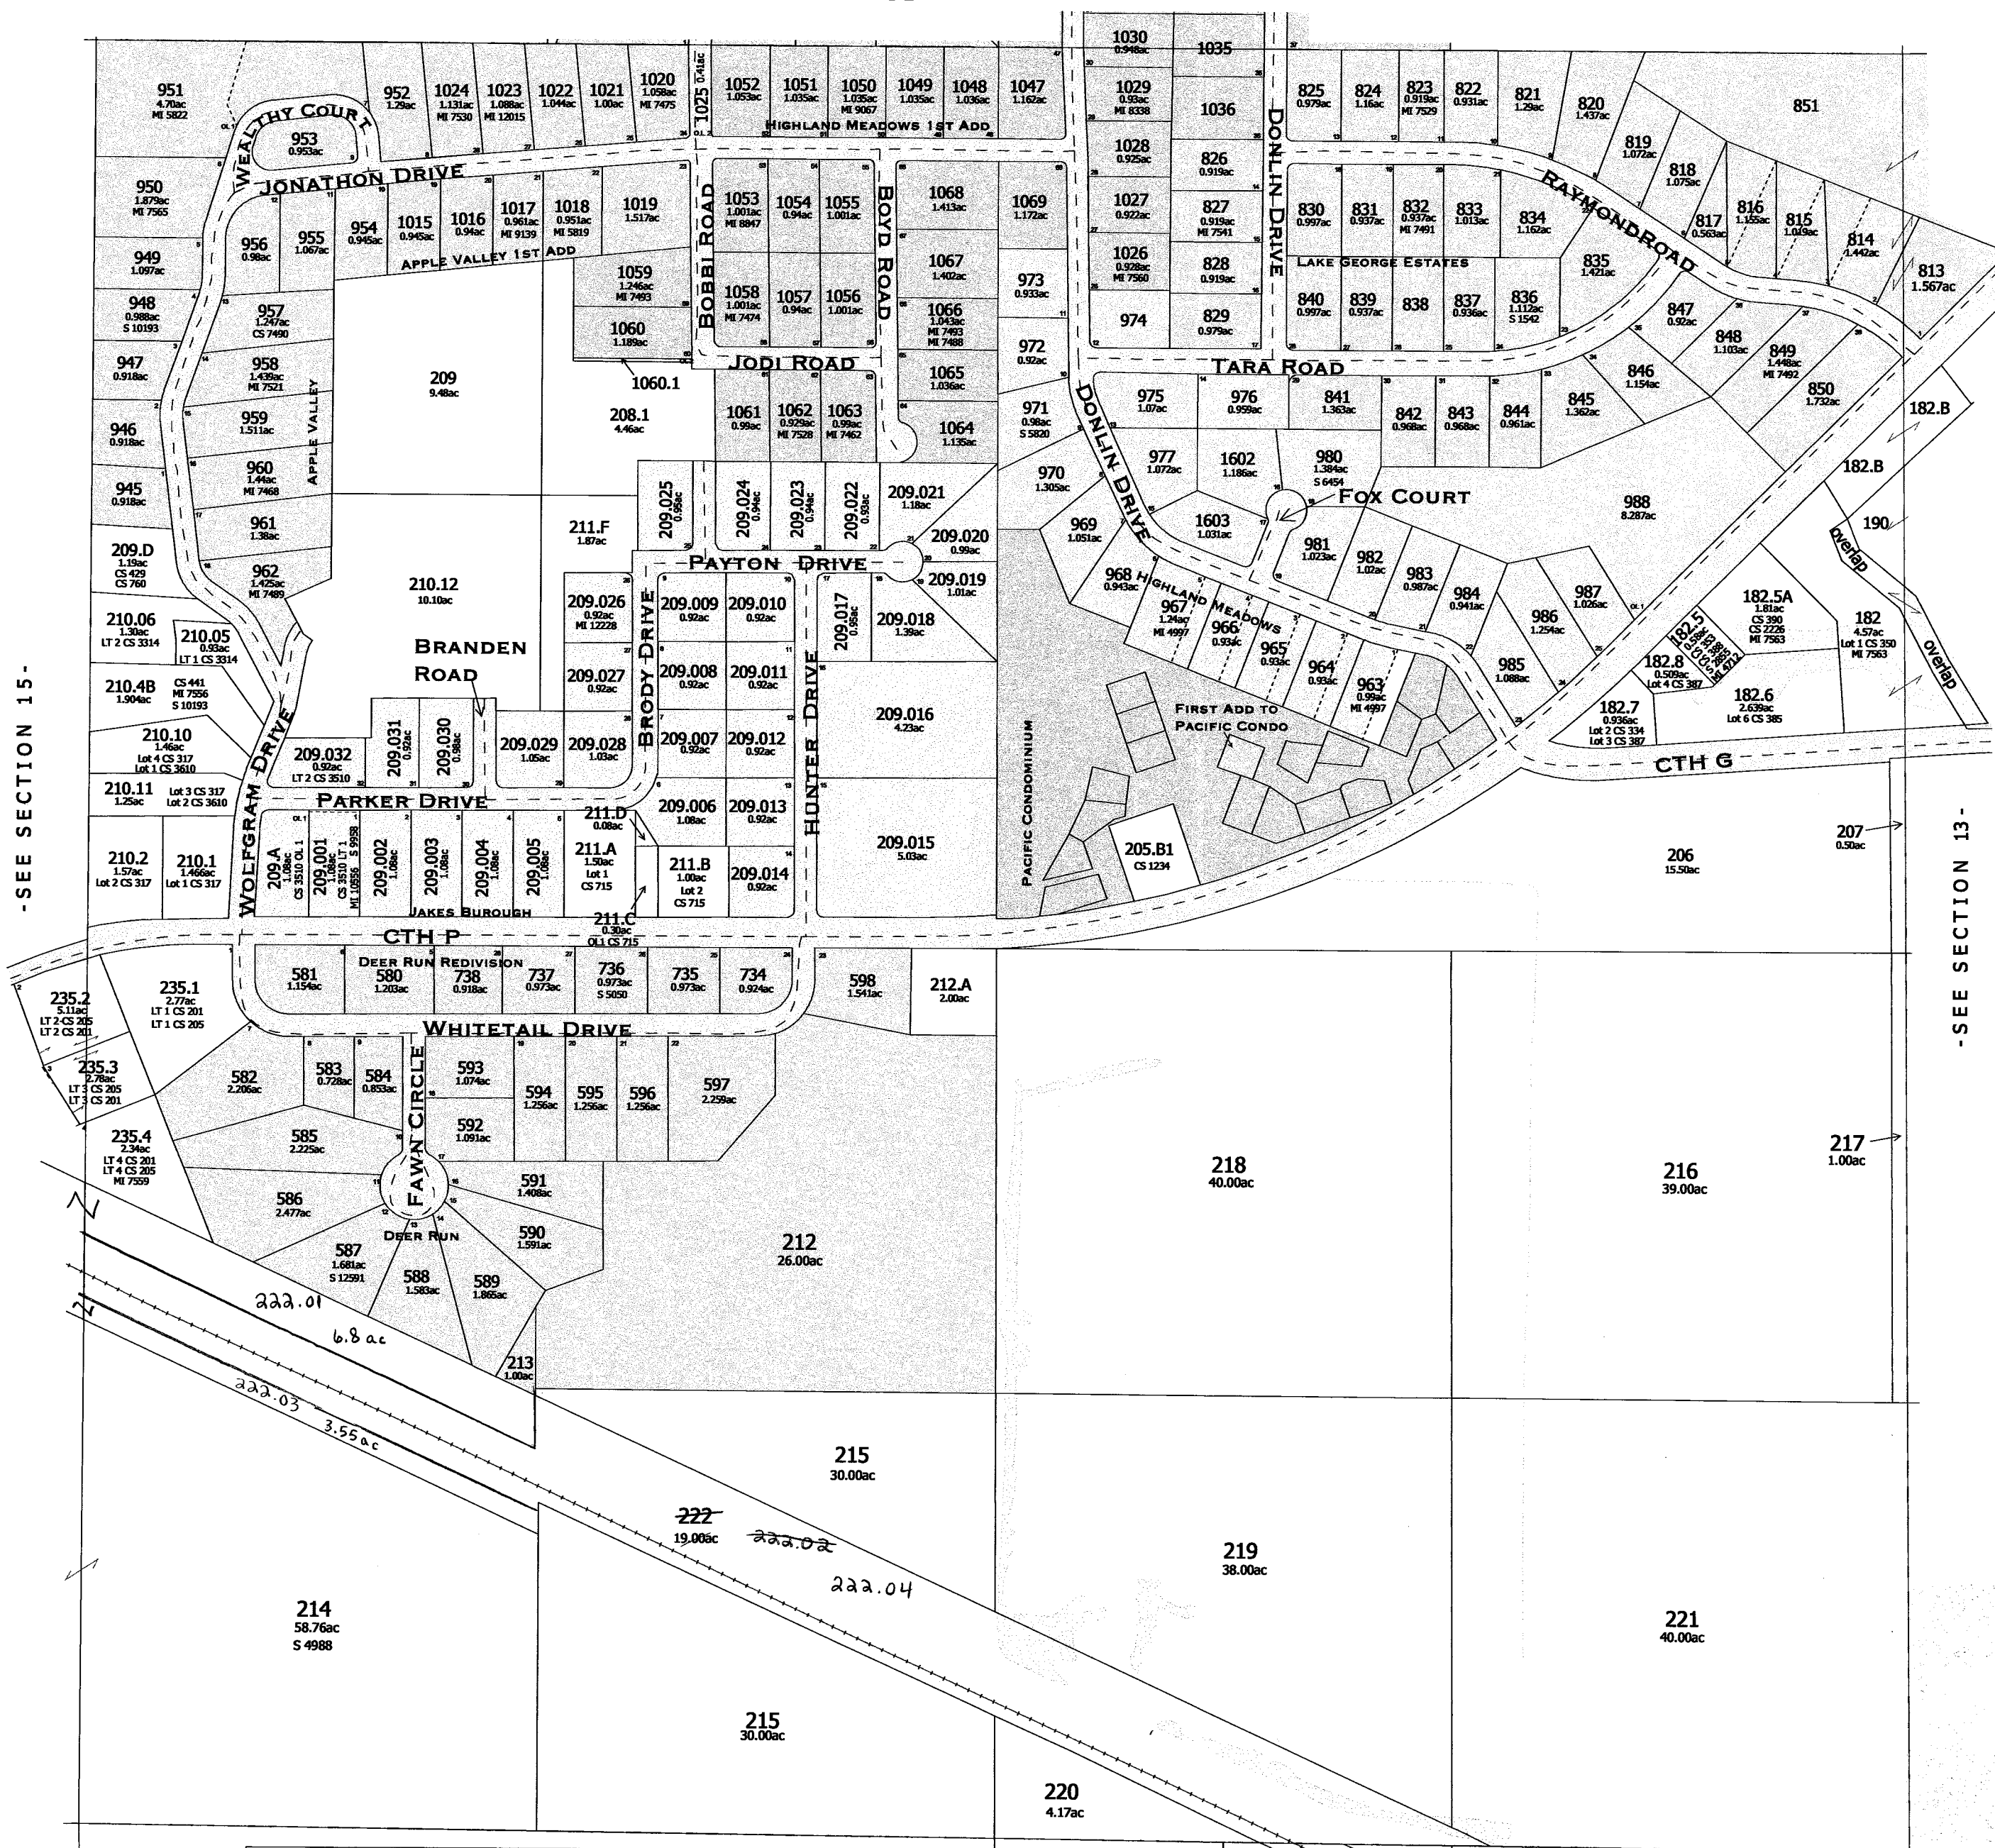 951
4.70ac
MI 5822
952
1.29ac
1024
1.131ac
MI 7530
1023
1.088ac
MI 12015
1022
1.044ac
1021
1.00ac
1020
1.058ac
MI 7475
1025 0.41ac
1052
1.053ac
1051
1.035ac
1050
1.035ac
MI 9067
1049
1.035ac
1048
1.036ac
1047
1.162ac
HIGHLAND MEADOWS 1ST ADD
1030
0.948ac
1035
1029
0.93ac
MI 8338
1036
1028
0.925ac
826
0.919ac
1027
0.922ac
827
0.919ac
MI 7541
1026
0.928ac
MI 7560
828
0.919ac
974
829
0.979ac
DONLIN DRIVE
825
0.979ac
824
1.16ac
823
0.919ac
MI 7529
822
0.931ac
821
1.29ac
820
1.437ac
819
1.072ac
818
1.075ac
817
0.563ac
816
1.155ac
815
1.049ac
814
1.442ac
813
1.567ac
851
RAYMOND ROAD
830
0.997ac
831
0.937ac
832
0.937ac
MI 7491
833
1.013ac
834
1.162ac
835
1.421ac
LAKE GEORGE ESTATES
840
0.997ac
839
0.937ac
838
837
0.936ac
836
1.112ac
S 1542
847
0.92ac
848
1.103ac
849
1.448ac
MI 7492
850
1.732ac
846
1.154ac
845
1.362ac
844
0.961ac
843
0.968ac
842
0.968ac
841
1.363ac
976
0.959ac
975
1.07ac
TARA ROAD
WEALTHY COURT
953
0.953ac
JONATHON DRIVE
950
1.879ac
MI 7565
949
1.097ac
948
0.988ac
S 10193
947
0.918ac
946
0.918ac
945
0.918ac
956
0.98ac
955
1.067ac
954
0.945ac
1015
0.945ac
1016
0.94ac
1017
0.961ac
MI 9139
1018
0.951ac
MI 5819
1019
1.517ac
APPLE VALLEY 1ST ADD
957
1.247ac
CS 7490
958
1.439ac
MI 7521
959
1.511ac
960
1.44ac
MI 7468
961
1.38ac
962
1.425ac
MI 7489
APPLE VALLEY
209
9.48ac
208.1
4.46ac
1059
1.246ac
MI 7493
1060
1.189ac
1060.1
BOBBI ROAD
1053
1.001ac
MI 8847
1054
0.94ac
1055
1.001ac
1058
1.001ac
MI 7474
1057
0.94ac
1056
1.001ac
BOYD ROAD
JODI ROAD
1068
1.413ac
1069
1.172ac
1067
1.402ac
1066
1.043ac
MI 7493
MI 7488
1065
1.036ac
1064
1.135ac
1061
0.99ac
1062
0.929ac
MI 7528
1063
0.99ac
MI 7462
973
0.933ac
972
0.92ac
971
0.98ac
S 5820
970
1.305ac
969
1.051ac
968
0.943ac
DONLIN DRIVE
977
1.072ac
1602
1.186ac
980
1.384ac
S 6454
1603
1.031ac
FOX COURT
981
1.023ac
982
1.02ac
983
0.987ac
984
0.941ac
985
1.088ac
986
1.254ac
987
1.026ac
988
8.287ac
HIGHLAND MEADOWS
967
1.24ac
MI 4997
966
0.93ac
965
0.93ac
964
0.93ac
963
0.99ac
MI 4997
182.B
182.B
190
overlap
overlap
182.5A
1.81ac
CS 390
CS 2226
MI 7563
182
4.57ac
Lot 1 CS 350
MI 7563
182.5
182.8
0.509ac
Lot 4 CS 387
182.6
2.639ac
Lot 6 CS 385
182.7
0.936ac
Lot 2 CS 334
Lot 3 CS 387
CTH G
209.D
1.19ac
CS 429
CS 760
210.06
1.30ac
LT 2 CS 3314
210.05
0.93ac
LT 1 CS 3314
210.4B
1.904ac
CS 441
MI 7556
S 10193
210.10
1.46ac
Lot 4 CS 317
Lot 1 CS 3610
210.11
1.25ac
Lot 3 CS 317
Lot 2 CS 3610
210.2
1.57ac
Lot 2 CS 317
210.1
1.466ac
Lot 1 CS 317
WOLFGRAM DRIVE
210.12
10.10ac
211.F
1.87ac
209.025
0.95ac
209.024
0.94ac
209.023
0.94ac
209.022
0.93ac
209.021
1.18ac
209.020
0.99ac
209.019
1.01ac
209.018
1.39ac
209.017
0.95ac
PAYTON DRIVE
209.026
0.92ac
MI 12228
209.027
0.92ac
209.028
1.03ac
209.029
1.05ac
BRODY DRIVE
209.009
0.92ac
209.010
0.92ac
209.008
0.92ac
209.011
0.92ac
209.007
0.92ac
209.012
0.92ac
209.006
1.08ac
209.013
0.92ac
209.014
0.92ac
HUNTER DRIVE
209.016
4.23ac
209.015
5.03ac
BRANDEN
ROAD
209.032
0.92ac
LT 2 CS 3510
209.031
0.92ac
209.030
0.98ac
PARKER DRIVE
209.A
1.08ac
CS 3510 OL 1
209.001
1.08ac
CS 3510 LT 1
MI 10556 S 9958
209.002
1.08ac
209.003
1.08ac
209.004
1.08ac
209.005
1.08ac
211.D
0.08ac
211.A
1.50ac
Lot 1
CS 715
211.B
1.00ac
Lot 2
CS 715
211.C
0.30ac
OL1 CS 715
JAKES BUROUGH
CTH P
PACIFIC CONDOMINIUM
FIRST ADD TO
PACIFIC CONDO
205.B1
CS 1234
206
15.50ac
207
0.50ac
-SEE SECTION 15-
-SEE SECTION 13-
DEER RUN REDIVISION
581
1.154ac
580
1.203ac
738
0.918ac
737
0.973ac
736
0.973ac
S 5050
735
0.973ac
734
0.924ac
598
1.541ac
212.A
2.00ac
WHITETAIL DRIVE
235.2
5.11ac
LT 2 CS 205
LT 2 CS 201
235.1
2.77ac
LT 1 CS 201
LT 1 CS 205
235.3
2.78ac
LT 3 CS 205
LT 3 CS 201
235.4
2.34ac
LT 4 CS 201
LT 4 CS 205
MI 7559
582
2.206ac
583
0.728ac
584
0.853ac
FAWN CIRCLE
593
1.074ac
592
1.091ac
594
1.256ac
595
1.256ac
596
1.256ac
597
2.259ac
585
2.225ac
586
2.477ac
587
1.681ac
S 12591
588
1.583ac
589
1.865ac
590
1.591ac
591
1.408ac
DEER RUN
213
1.00ac
212
26.00ac
218
40.00ac
216
39.00ac
217
1.00ac
222.01
6.8 ac
222.03 3.55ac
222
19.00ac
222.02
222.04
215
30.00ac
219
38.00ac
221
40.00ac
214
58.76ac
S 4988
215
30.00ac
220
4.17ac